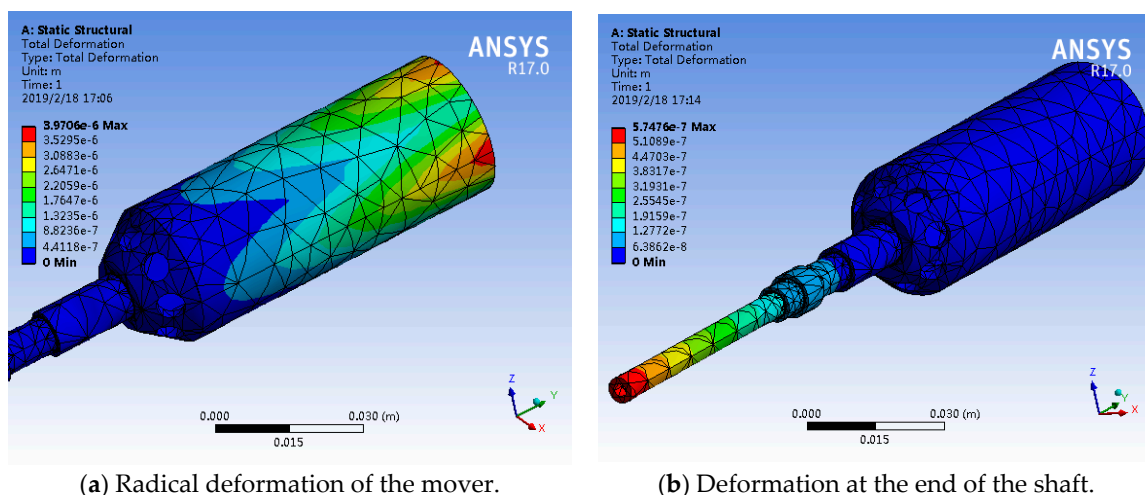 A: Static Structural
Total Deformation
Type: Total Deformation
Unit: m
Time: 1
2019/2/18 17:06
ANSYS
R17.0
3.9706e-6 Max
3.5295e-6
3.0883e-6
2.6471e-6
2.2059e-6
1.7647e-6
1.3235e-6
8.8236e-7
4.4118e-7
0 Min
Z
Y
X
0.000
0.030 (m)
0.015
(a) Radical deformation of the mover.
A: Static Structural
Total Deformation
Type: Total Deformation
Unit: m
Time: 1
2019/2/18 17:14
ANSYS
R17.0
5.7476e-7 Max
5.1089e-7
4.4703e-7
3.8317e-7
3.1931e-7
2.5545e-7
1.9159e-7
1.2772e-7
6.3862e-8
0 Min
Z
Y
X
0.000
0.030 (m)
0.015
(b) Deformation at the end of the shaft.